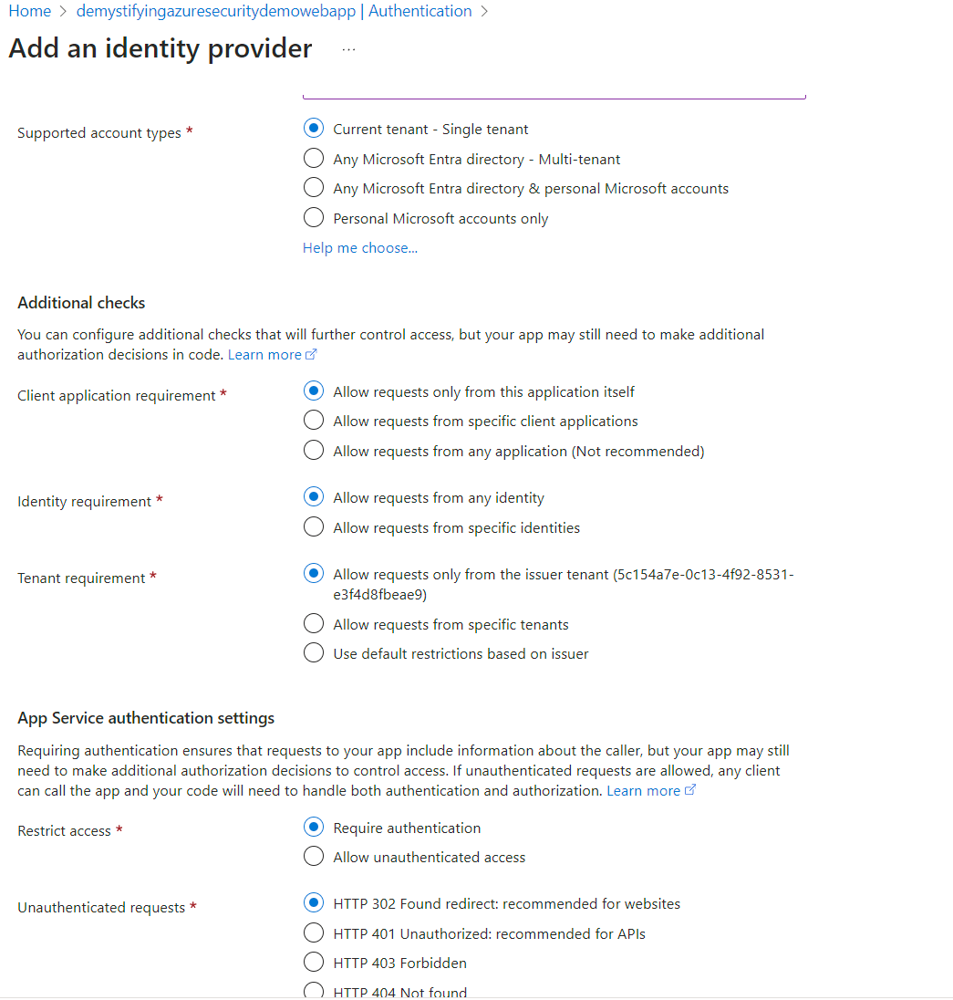 Home > demystifyingazuresecuritydemowebapp | Authentication >
Add an identity provider ...
Supported account types *
Current tenant - Single tenant
Any Microsoft Entra directory - Multi-tenant
Any Microsoft Entra directory & personal Microsoft accounts
Personal Microsoft accounts only
Help me choose...
Additional checks
You can configure additional checks that will further control access, but your app may still need to make additional
authorization decisions in code. Learn more
Client application requirement *
Allow requests only from this application itself
Allow requests from specific client applications
Allow requests from any application (Not recommended)
Identity requirement *
Allow requests from any identity
Allow requests from specific identities
Tenant requirement *
Allow requests only from the issuer tenant (5c154a7e-0c13-4f92-8531-
e3f4d8fbeae9)
Allow requests from specific tenants
Use default restrictions based on issuer
App Service authentication settings
Requiring authentication ensures that requests to your app include information about the caller, but your app may still
need to make additional authorization decisions to control access. If unauthenticated requests are allowed, any client
can call the app and your code will need to handle both authentication and authorization. Learn more
Restrict access *
Require authentication
Allow unauthenticated access
Unauthenticated requests *
HTTP 302 Found redirect: recommended for websites
HTTP 401 Unauthorized: recommended for APIs
HTTP 403 Forbidden
HTTP 404 Not found